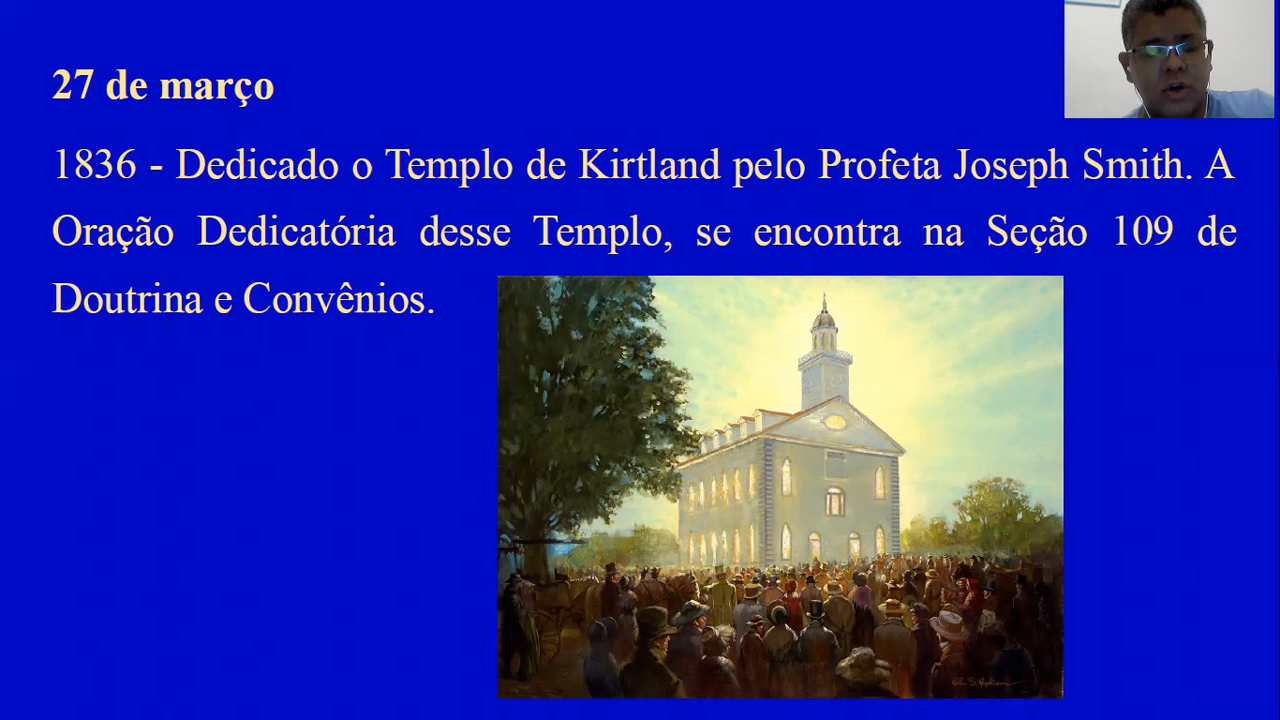 27 de março
1836 - Dedicado o Templo de Kirtland pelo Profeta Joseph Smith. A
Oração Dedicatória desse Templo, se encontra na Seção 109 de
Doutrina e Convênios.